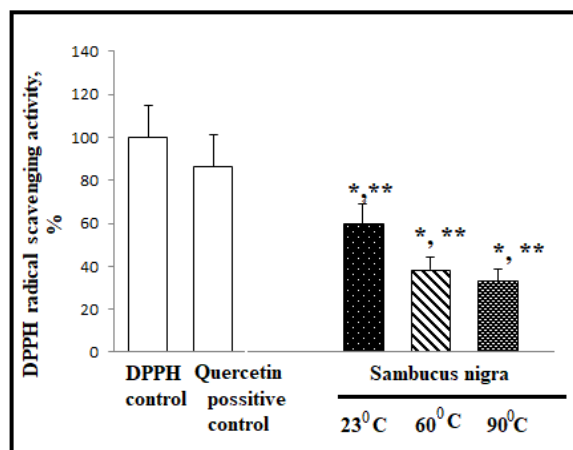 DPPH radical scavenging activity,
%
140
120
100
80
60
40
20
0
*,**
*, **
*, **
DPPH
control
Quercetin
possitive
control
Sambucus nigra
23⁰C
60⁰C
90⁰C